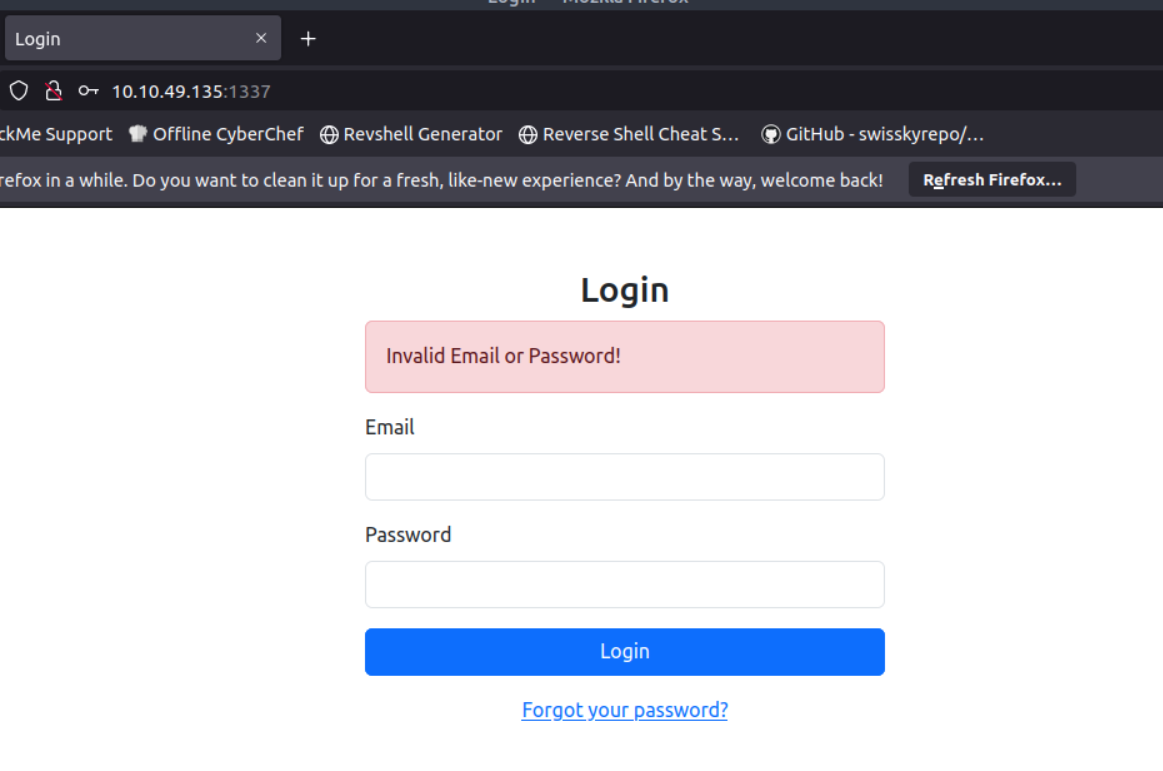 Login — Mozilla Firefox
Login × +
10.10.49.135:1337
ckMe Support Offline CyberChef Revshell Generator Reverse Shell Cheat S… GitHub - swisskyrepo/…
refox in a while. Do you want to clean it up for a fresh, like-new experience? And by the way, welcome back! Refresh Firefox…
Login
Invalid Email or Password!
Email
Password
Login
Forgot your password?